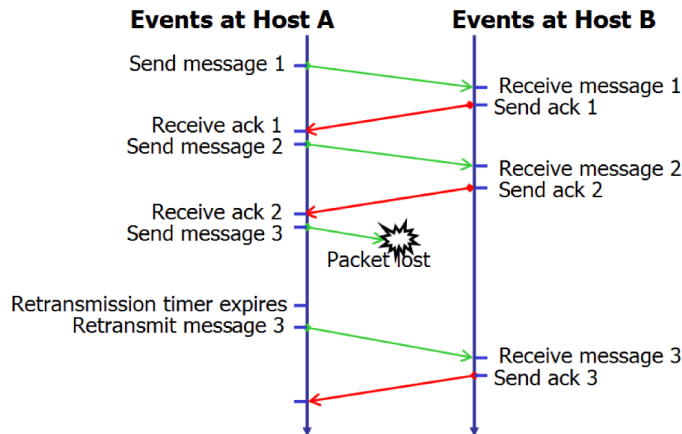 Events at Host A
Events at Host B
Send message 1
Receive message 1
Send ack 1
Receive ack 1
Send message 2
Receive message 2
Send ack 2
Receive ack 2
Send message 3
Packet lost
Retransmission timer expires
Retransmit message 3
Receive message 3
Send ack 3